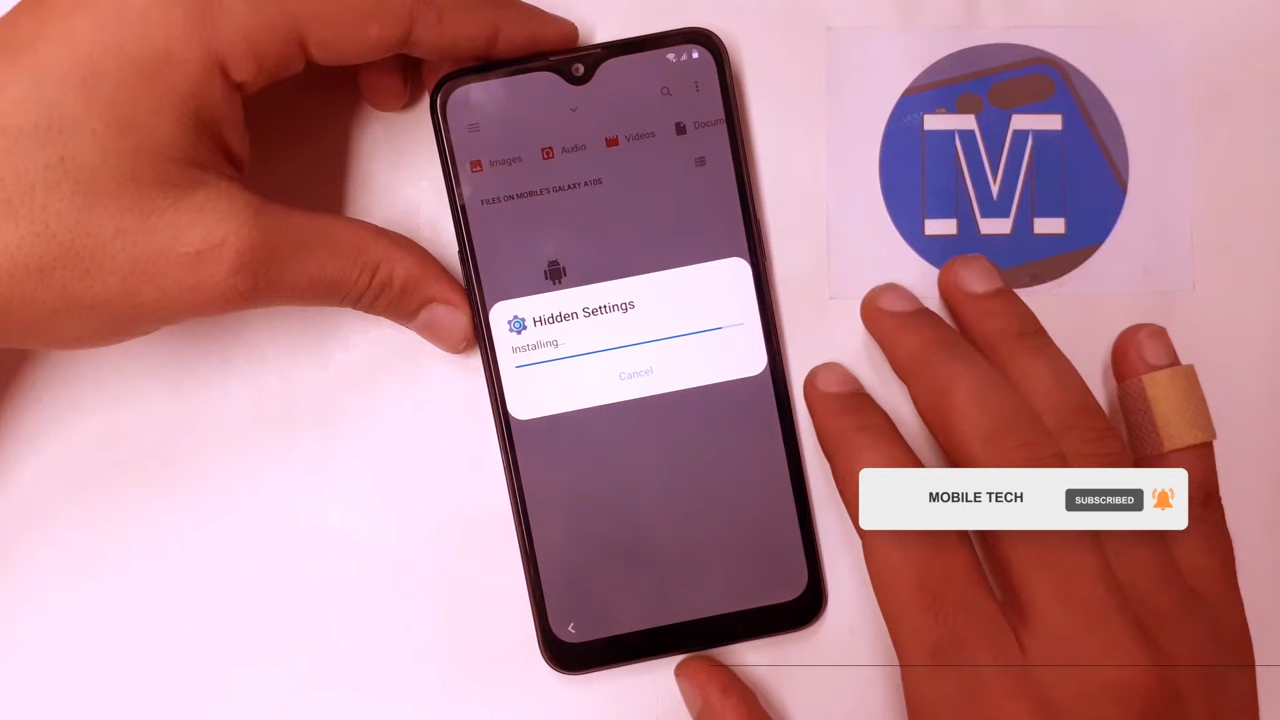 Images
Audio
Videos
Docum
FILES ON MOBILE'S GALAXY A10S
Hidden Settings
Installing...
Cancel
M
MOBILE TECH
SUBSCRIBED